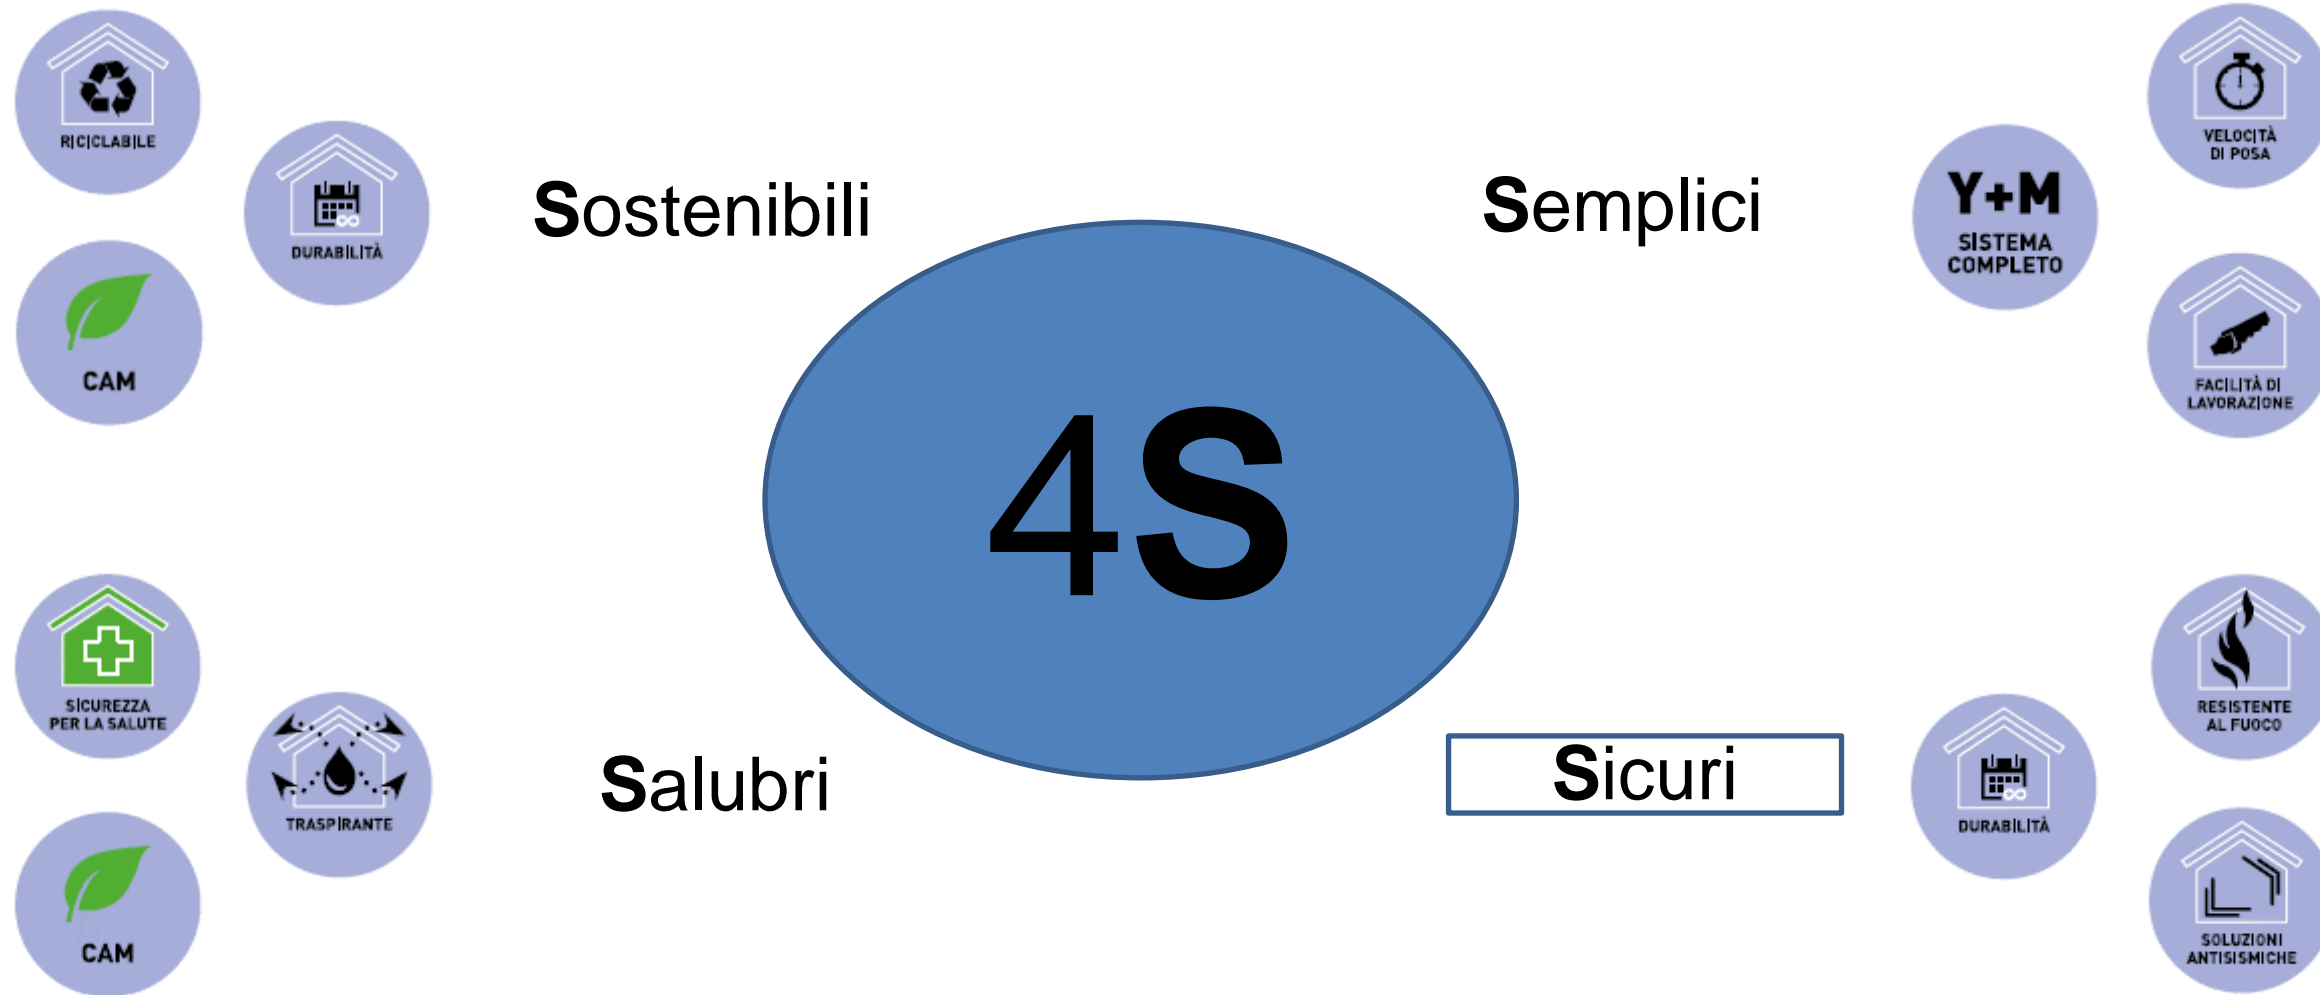 RICICLABILE
DURABILITÀ
CAM
Sostenibili
Semplici
Y+M
SISTEMA
COMPLETO
VELOCITÀ
DI POSA
FACILITÀ DI
LAVORAZIONE
4S
SICUREZZA
PER LA SALUTE
TRASPIRANTE
CAM
Salubri
Sicuri
DURABILITÀ
RESISTENTE
AL FUOCO
SOLUZIONI
ANTISISMICHE